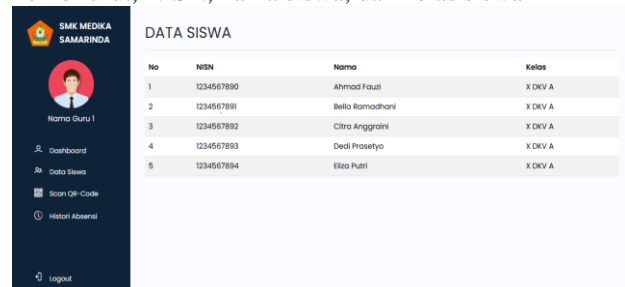 SMK MEDIKA
SAMARINDA
Nama Guru 1
Dashboard
Data Siswa
Scan QR-Code
Histori Absensi
Logout
DATA SISWA
No NISN Nama Kelas
1 1234567890 Ahmad Fauzi X DKV A
2 1234567891 Bella Ramadhani X DKV A
3 1234567892 Citra Anggraini X DKV A
4 1234567893 Dedi Prasetyo X DKV A
5 1234567894 Eliza Putri X DKV A